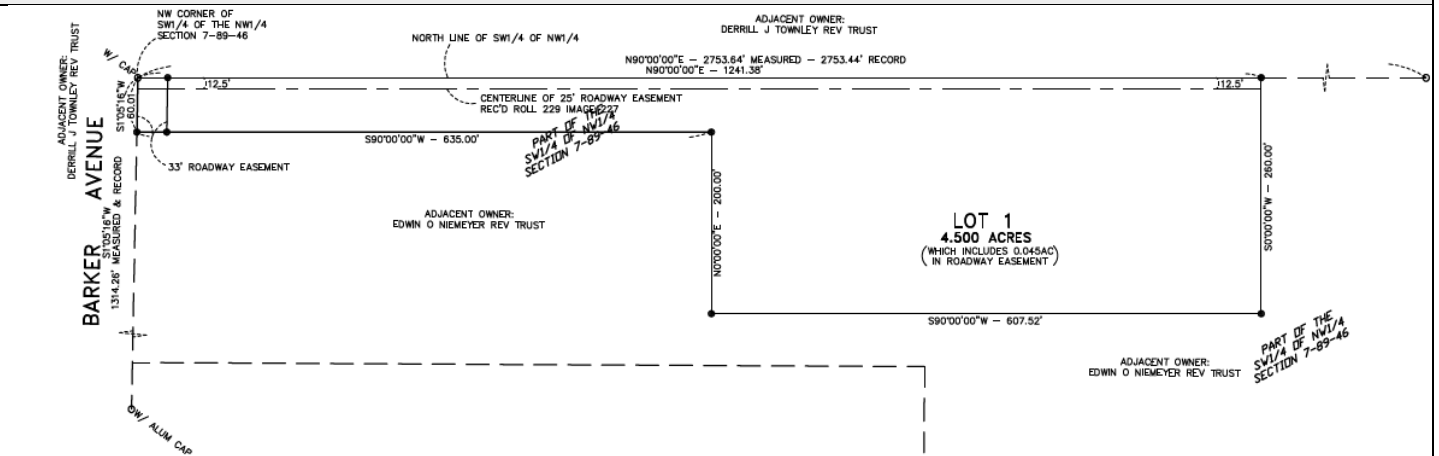 NW CORNER OF
SW1/4 OF THE NW1/4
SECTION 7-89-46
ADJACENT OWNER:
DERRILL J TOWNLEY REV TRUST
NORTH LINE OF SW1/4 OF NW1/4
N90°00'00"E – 2753.64' MEASURED – 2753.44' RECORD
N90°00'00"E – 1241.38'
ADJACENT OWNER:
DERRILL J TOWNLEY REV TRUST
W/ CAP
12.5'
12.5'
S1°05'16"W
60.01'
CENTERLINE OF 25' ROADWAY EASEMENT
REC'D ROLL 229 IMAGE 227
PART OF THE
SW1/4 OF NW1/4
SECTION 7-89-46
S90°00'00"W – 635.00'
33' ROADWAY EASEMENT
BARKER AVENUE
S1°05'16"W
1314.26' MEASURED & RECORD
ADJACENT OWNER:
EDWIN O NIEMEYER REV TRUST
N0°00'00"E – 200.00'
LOT 1
4.500 ACRES
(WHICH INCLUDES 0.045AC
IN ROADWAY EASEMENT)
S0°00'00"W – 260.00'
S90°00'00"W – 607.52'
PART OF THE
SW1/4 OF NW1/4
SECTION 7-89-46
ADJACENT OWNER:
EDWIN O NIEMEYER REV TRUST
W/ ALUM CAP